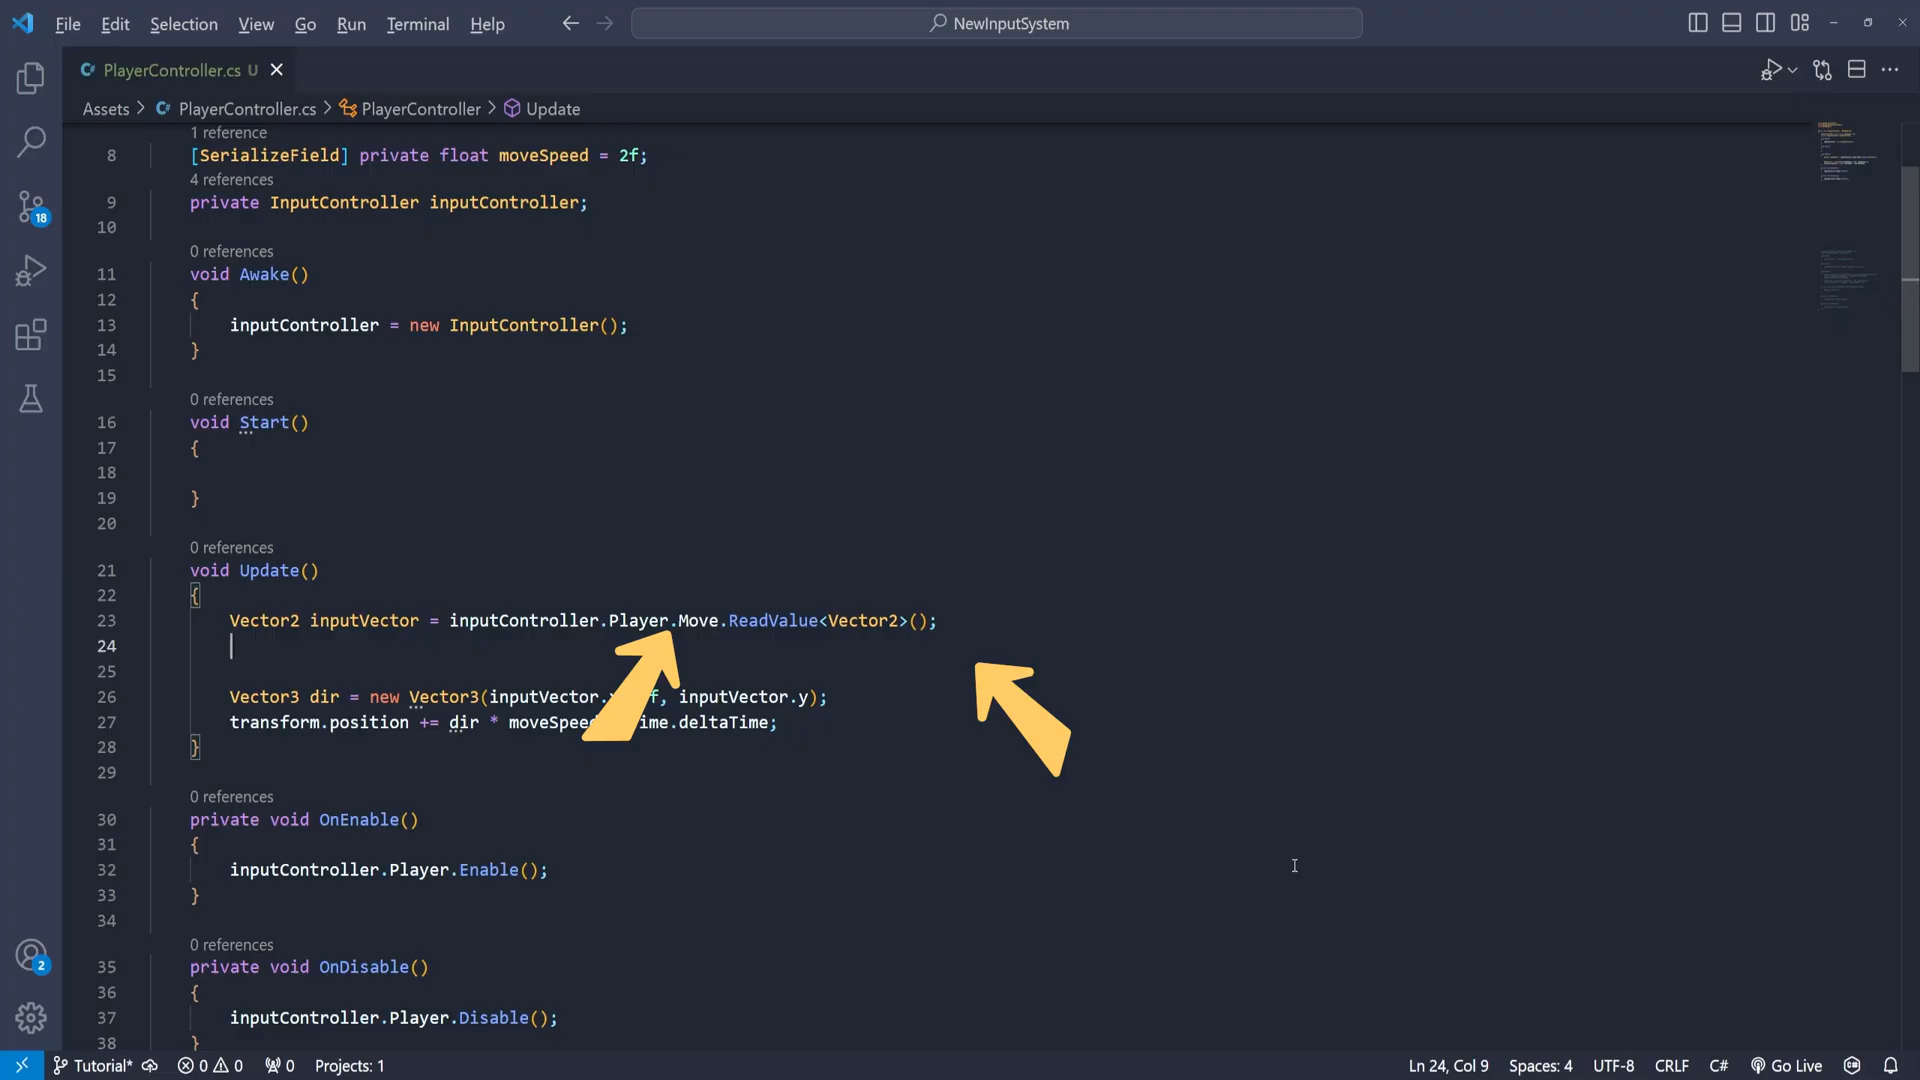 File Edit Selection View Go Run Terminal Help NewInputSystem
PlayerController.cs U
Assets > PlayerController.cs > PlayerController > Update
1 reference
8 [SerializeField] private float moveSpeed = 2f;
4 references
9 private InputController inputController;
10
0 references
11 void Awake()
12 {
13 inputController = new InputController();
14 }
15
0 references
16 void Start()
17 {
18
19 }
20
0 references
21 void Update()
22 {
23 Vector2 inputVector = inputController.Player.Move.ReadValue<Vector2>();
24
25
26 Vector3 dir = new Vector3(inputVector. f, inputVector.y);
27 transform.position += dir * moveSpeed ime.deltaTime;
28 }
29
0 references
30 private void OnEnable()
31 {
32 inputController.Player.Enable();
33 }
34
0 references
35 private void OnDisable()
36 {
37 inputController.Player.Disable();
38 }
18
2
Tutorial* 0 0 0 Projects: 1 Ln 24, Col 9 Spaces: 4 UTF-8 CRLF C# Go Live